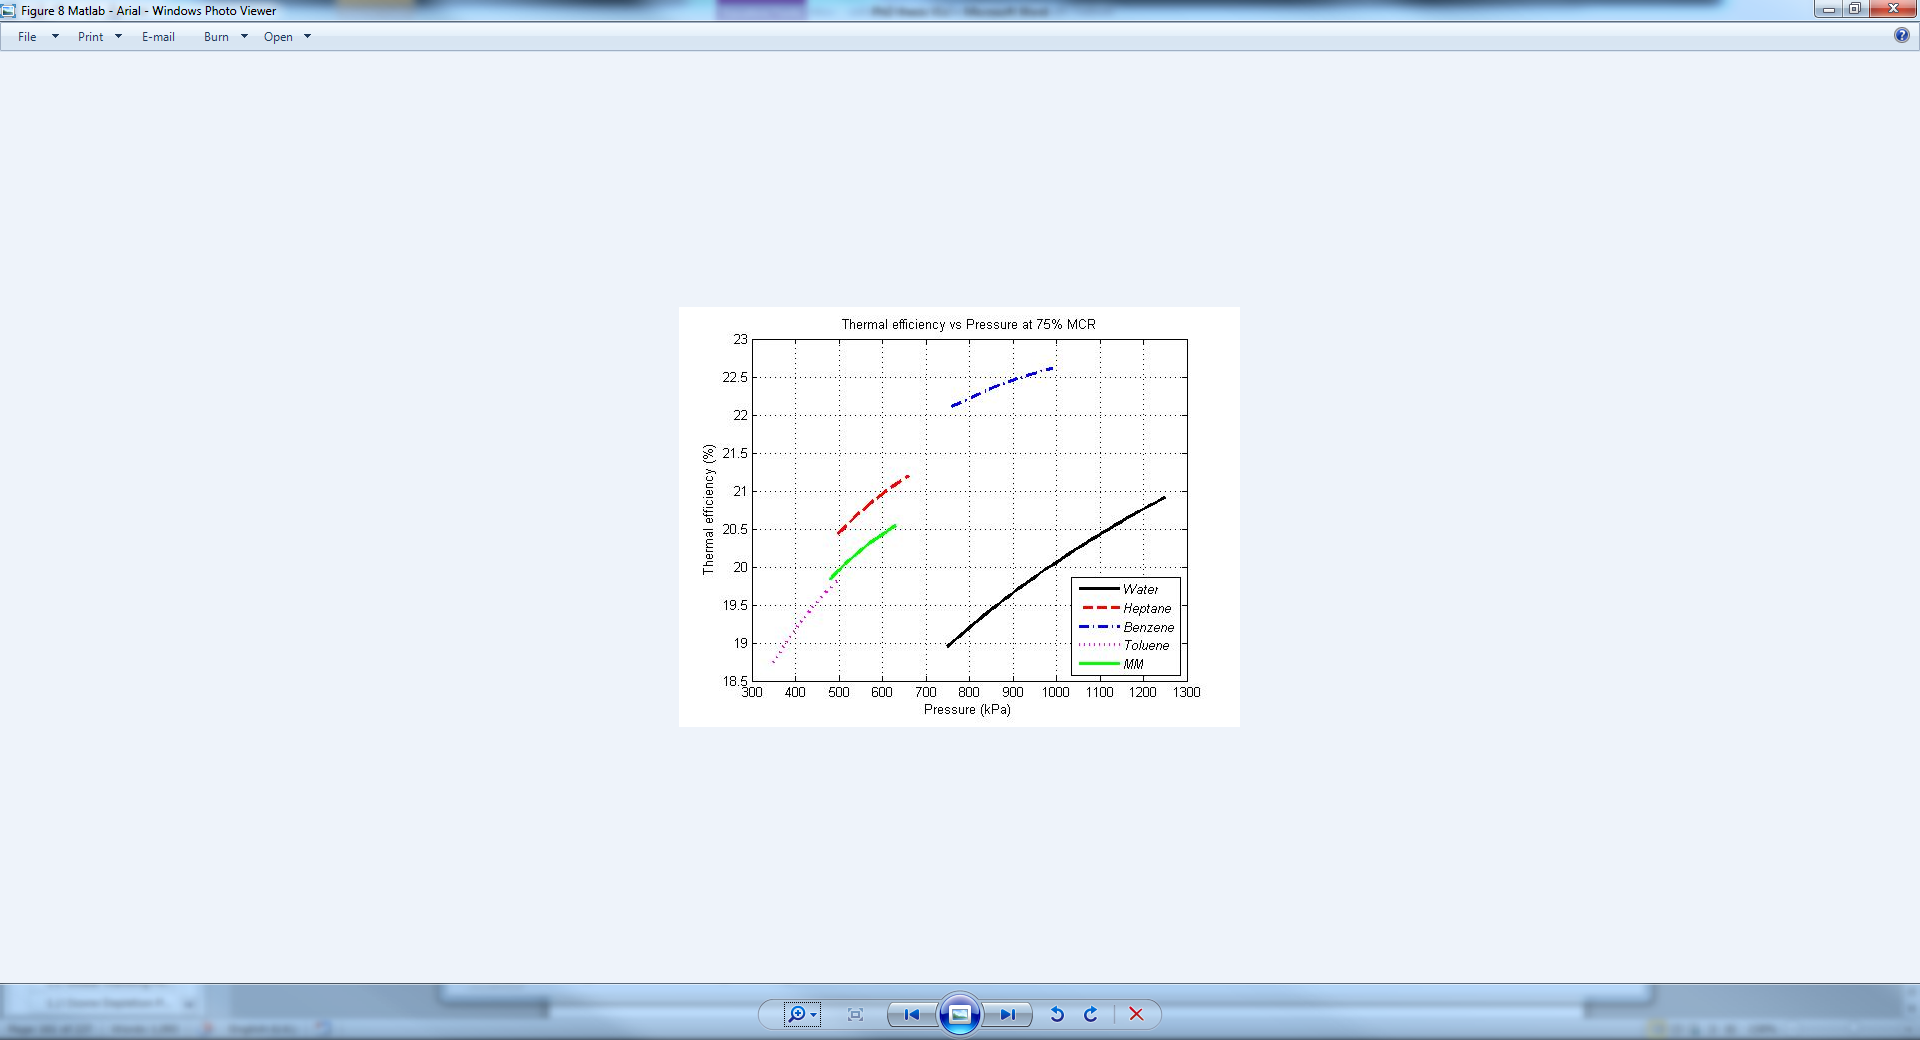 Figure 8 Matlab - Arial - Windows Photo Viewer
File Print E-mail Burn Open
Thermal efficiency vs Pressure at 75% MCR
23
22.5
22
21.5
21
20.5
20
19.5
19
18.5
Thermal efficiency (%)
Water
Heptane
Benzene
Toluene
MM
300 400 500 600 700 800 900 1000 1100 1200 1300
Pressure (kPa)